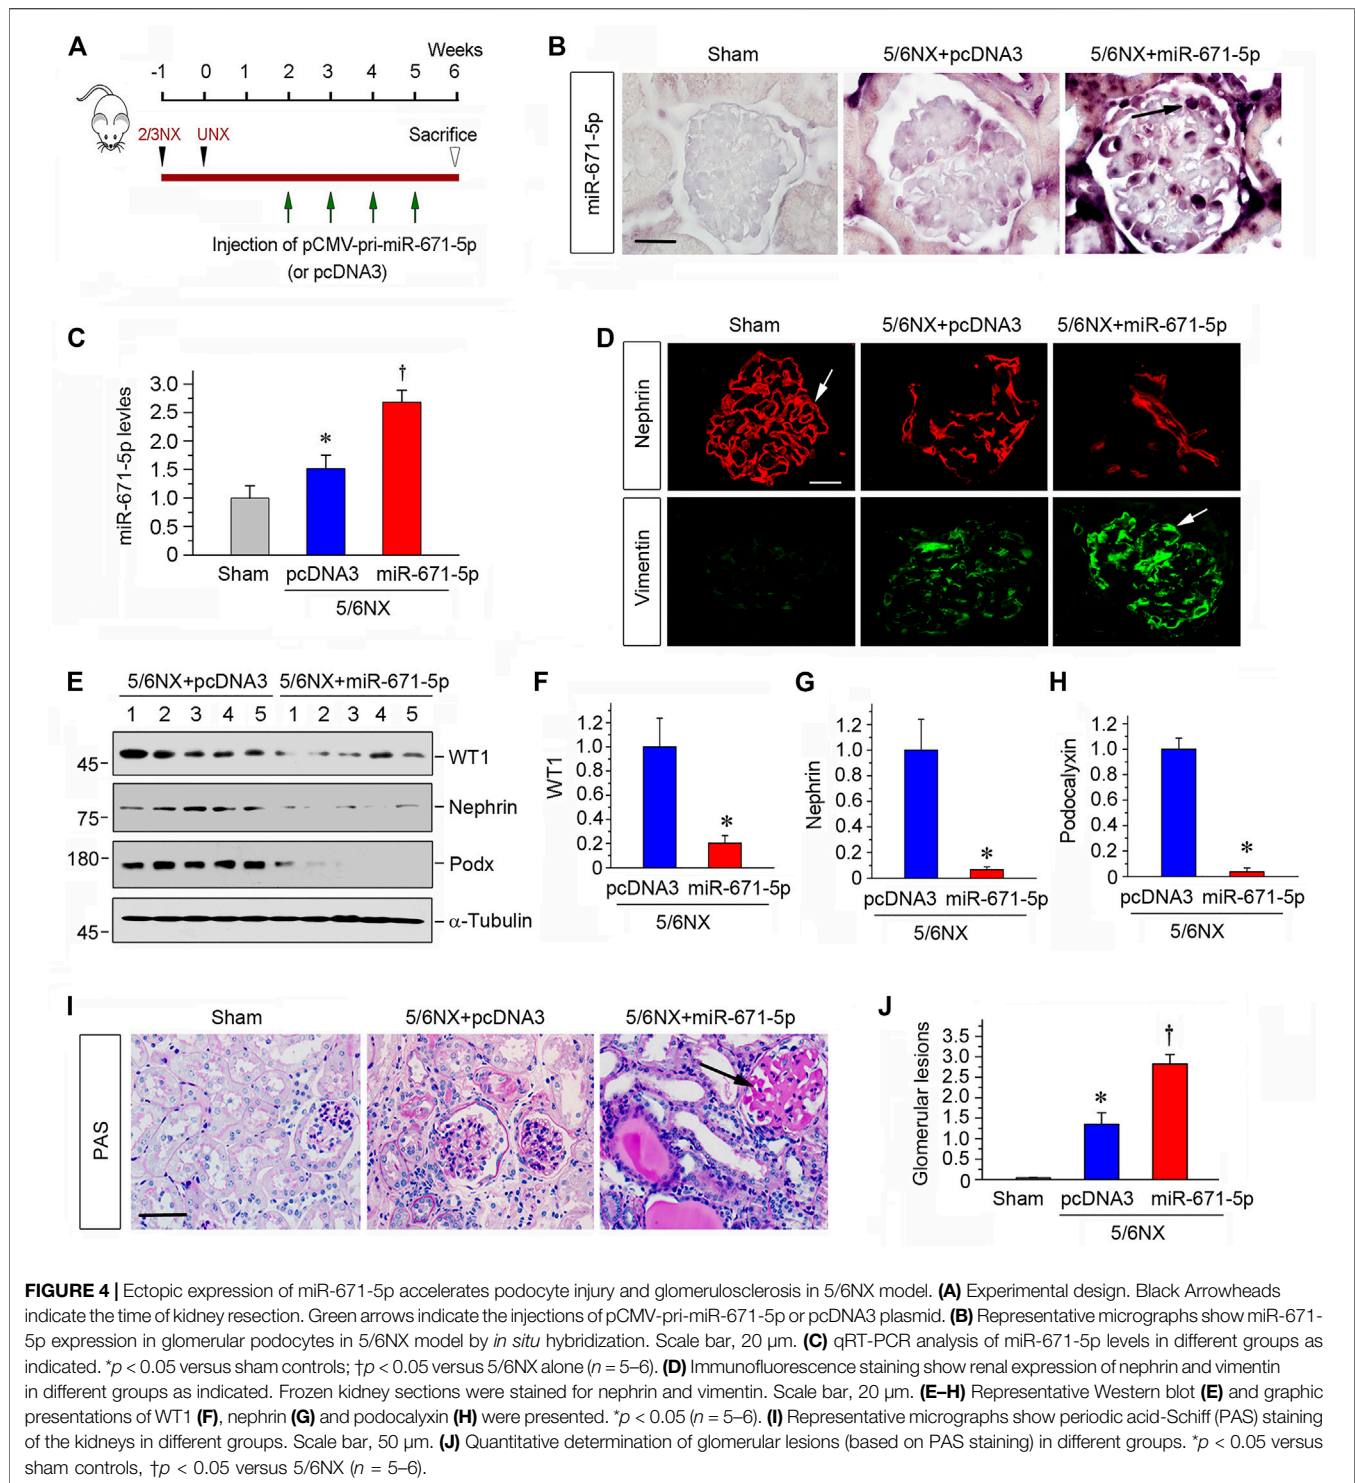 A
Weeks
-1 0 1 2 3 4 5 6
2/3NX UNX Sacrifice
Injection of pCMV-pri-miR-671-5p
(or pcDNA3)
B
Sham 5/6NX+pcDNA3 5/6NX+miR-671-5p
miR-671-5p
C
miR-671-5p levles
3.0
2.5
2.0
1.5
1.0
0.5
0
*
†
Sham pcDNA3 miR-671-5p
5/6NX
D
Sham 5/6NX+pcDNA3 5/6NX+miR-671-5p
Nephrin
Vimentin
E
5/6NX+pcDNA3 5/6NX+miR-671-5p
1 2 3 4 5 1 2 3 4 5
45 WT1
75 Nephrin
180 Podx
45 α-Tubulin
F
WT1
1.2
1.0
0.8
0.6
0.4
0.2
0
*
pcDNA3 miR-671-5p
5/6NX
G
Nephrin
1.2
1.0
0.8
0.6
0.4
0.2
0
*
pcDNA3 miR-671-5p
5/6NX
H
Podocalyxin
1.2
1.0
0.8
0.6
0.4
0.2
0
*
pcDNA3 miR-671-5p
5/6NX
I
Sham 5/6NX+pcDNA3 5/6NX+miR-671-5p
PAS
J
Glomerular lesions
3.5
3.0
2.5
2.0
1.5
1.0
0.5
0
*
†
Sham pcDNA3 miR-671-5p
5/6NX
FIGURE 4 | Ectopic expression of miR-671-5p accelerates podocyte injury and glomerulosclerosis in 5/6NX model. (A) Experimental design. Black Arrowheads
indicate the time of kidney resection. Green arrows indicate the injections of pCMV-pri-miR-671-5p or pcDNA3 plasmid. (B) Representative micrographs show miR-671-
5p expression in glomerular podocytes in 5/6NX model by in situ hybridization. Scale bar, 20 μm. (C) qRT-PCR analysis of miR-671-5p levels in different groups as
indicated. *p < 0.05 versus sham controls; †p < 0.05 versus 5/6NX alone (n = 5–6). (D) Immunofluorescence staining show renal expression of nephrin and vimentin
in different groups as indicated. Frozen kidney sections were stained for nephrin and vimentin. Scale bar, 20 μm. (E–H) Representative Western blot (E) and graphic
presentations of WT1 (F), nephrin (G) and podocalyxin (H) were presented. *p < 0.05 (n = 5–6). (I) Representative micrographs show periodic acid-Schiff (PAS) staining
of the kidneys in different groups. Scale bar, 50 μm. (J) Quantitative determination of glomerular lesions (based on PAS staining) in different groups. *p < 0.05 versus
sham controls, †p < 0.05 versus 5/6NX (n = 5–6).